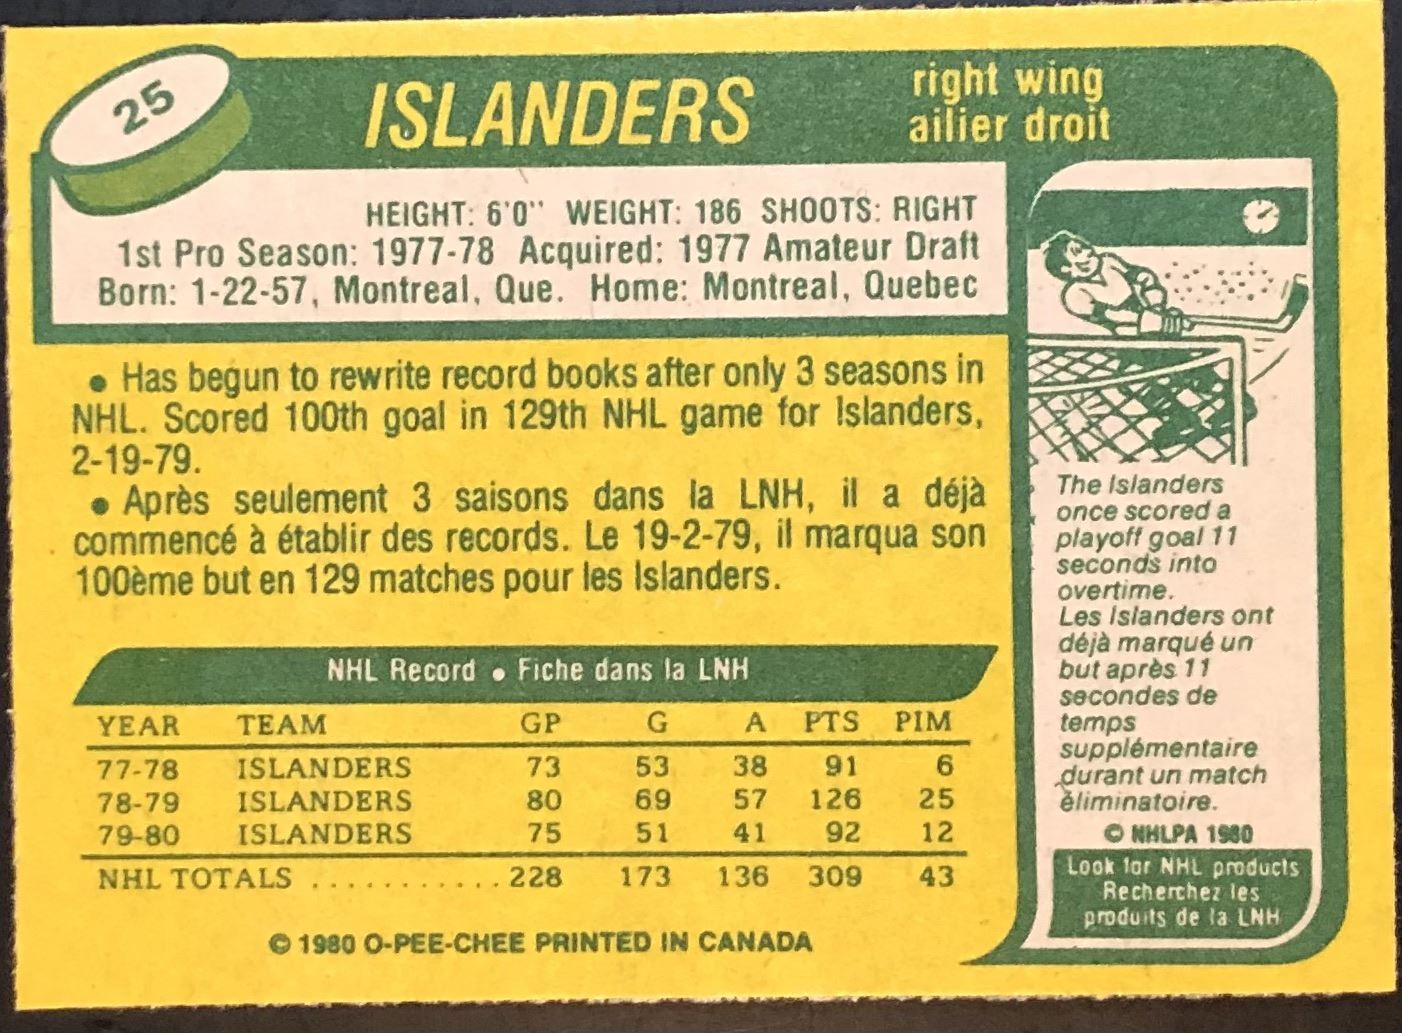 25
ISLANDERS
right wing
ailier droit
HEIGHT: 6'0" WEIGHT: 186 SHOOTS: RIGHT
1st Pro Season: 1977-78 Acquired: 1977 Amateur Draft
Born: 1-22-57, Montreal, Que. Home: Montreal, Quebec
• Has begun to rewrite record books after only 3 seasons in
NHL. Scored 100th goal in 129th NHL game for Islanders,
2-19-79.
• Après seulement 3 saisons dans la LNH, il a déjà
commencé à établir des records. Le 19-2-79, il marqua son
100ème but en 129 matches pour les Islanders.
NHL Record • Fiche dans la LNH
YEAR TEAM GP G A PTS PIM
77-78 ISLANDERS 73 53 38 91 6
78-79 ISLANDERS 80 69 57 126 25
79-80 ISLANDERS 75 51 41 92 12
NHL TOTALS ........... 228 173 136 309 43
© 1980 O-PEE-CHEE PRINTED IN CANADA
The Islanders
once scored a
playoff goal 11
seconds into
overtime.
Les Islanders ont
déjà marqué un
but après 11
secondes de
temps
supplémentaire
durant un match
éliminatoire.
© NHLPA 1980
Look for NHL products
Recherchez les
produits de la LNH